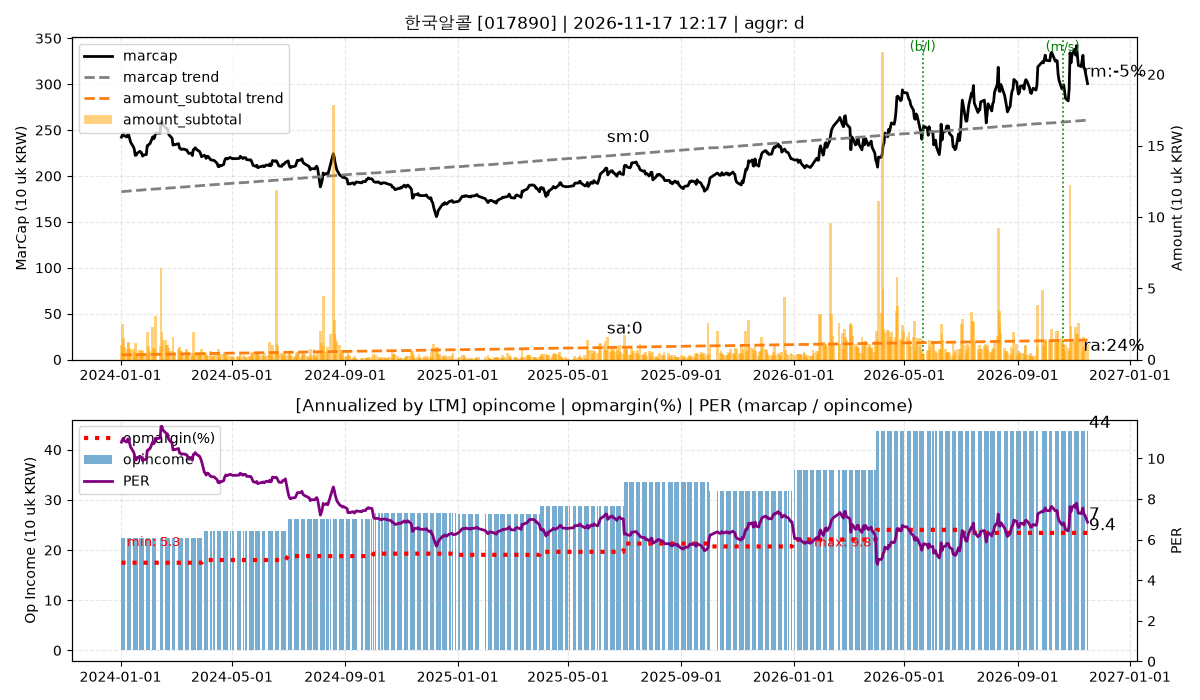 한국알콜 [017890] | 2026-11-17 12:17 | aggr: d
marcap
marcap trend
amount_subtotal trend
amount_subtotal
(b/l)
(m/s)
rm:-5%
sm:0
sa:0
ra:24%
MarCap (10 uk KRW)
350
300
250
200
150
100
50
0
Amount (10 uk KRW)
20
15
10
5
0
2024-01-01 2024-05-01 2024-09-01 2025-01-01 2025-05-01 2025-09-01 2026-01-01 2026-05-01 2026-09-01 2027-01-01
[Annualized by LTM] opincome | opmargin(%) | PER (marcap / opincome)
opmargin(%)
opincome
PER
min: 5.3
max: 9.8
44
7
9.4
Op Income (10 uk KRW)
40
30
20
10
0
PER
10
8
6
4
2
0
2024-01-01 2024-05-01 2024-09-01 2025-01-01 2025-05-01 2025-09-01 2026-01-01 2026-05-01 2026-09-01 2027-01-01